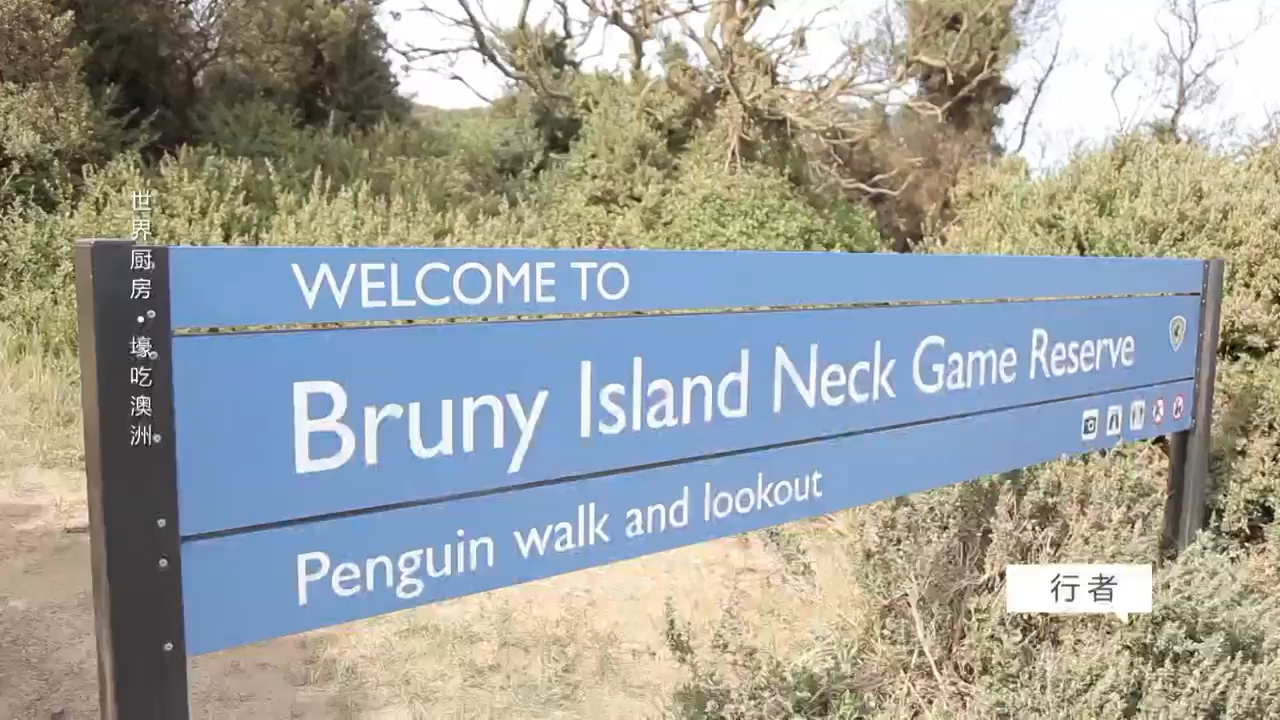 世界厨房·壕吃澳洲
WELCOME TO
Bruny Island Neck Game Reserve
Penguin walk and lookout
行者